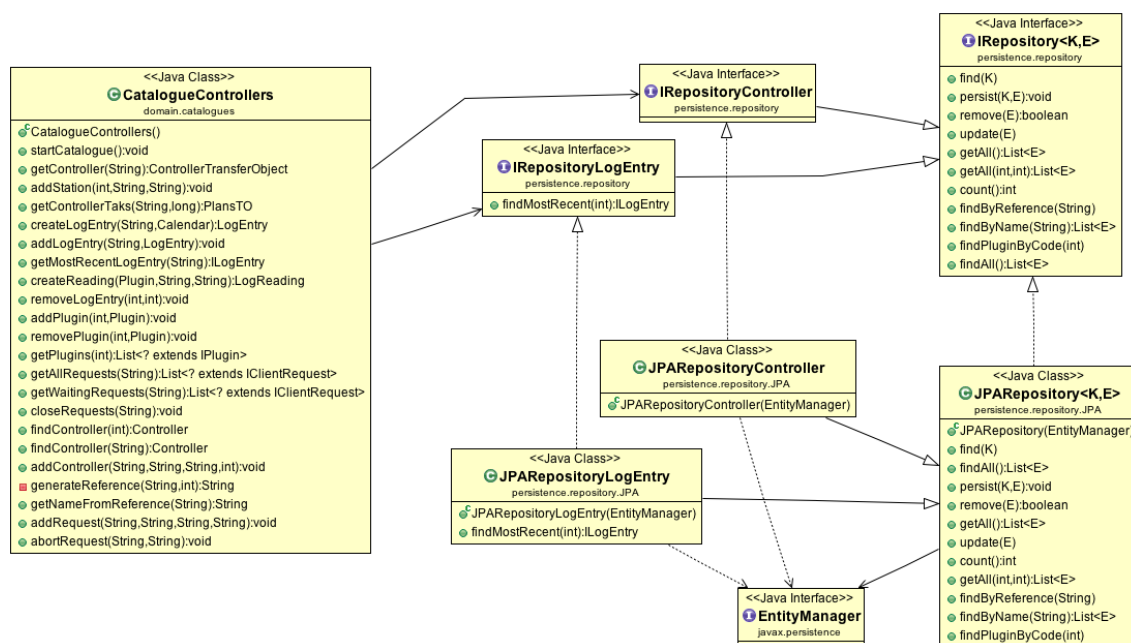 <<Java Class>>
CatalogueControllers
domain.catalogues
CatalogueControllers()
startCatalogue():void
getController(String):ControllerTransferObject
addStation(int,String,String):void
getControllerTaks(String,long):PlansTO
createLogEntry(String,Calendar):LogEntry
addLogEntry(String,LogEntry):void
getMostRecentLogEntry(String):ILogEntry
createReading(Plugin,String,String):LogReading
removeLogEntry(int,int):void
addPlugin(int,Plugin):void
removePlugin(int,Plugin):void
getPlugins(int):List<? extends IPlugin>
getAllRequests(String):List<? extends IClientRequest>
getWaitingRequests(String):List<? extends IClientRequest>
closeRequests(String):void
findController(int):Controller
findController(String):Controller
addController(String,String,String,int):void
generateReference(String,int):String
getNameFromReference(String):String
addRequest(String,String,String,String):void
abortRequest(String,String):void
<<Java Interface>>
IRepositoryController
persistence.repository
<<Java Interface>>
IRepositoryLogEntry
persistence.repository
findMostRecent(int):ILogEntry
<<Java Interface>>
IRepository<K,E>
persistence.repository
find(K)
persist(K,E):void
remove(E):boolean
update(E)
getAll():List<E>
getAll(int,int):List<E>
count():int
findByReference(String)
findByName(String):List<E>
findPluginByCode(int)
findAll():List<E>
<<Java Class>>
JPARepositoryController
persistence.repository.JPA
JPARepositoryController(EntityManager)
<<Java Class>>
JPARepositoryLogEntry
persistence.repository.JPA
JPARepositoryLogEntry(EntityManager)
findMostRecent(int):ILogEntry
<<Java Class>>
JPARepository<K,E>
persistence.repository.JPA
JPARepository(EntityManager)
find(K)
findAll():List<E>
persist(K,E):void
remove(E):boolean
getAll():List<E>
update(E)
count():int
getAll(int,int):List<E>
findByReference(String)
findByName(String):List<E>
findPluginByCode(int)
<<Java Interface>>
EntityManager
javax.persistence